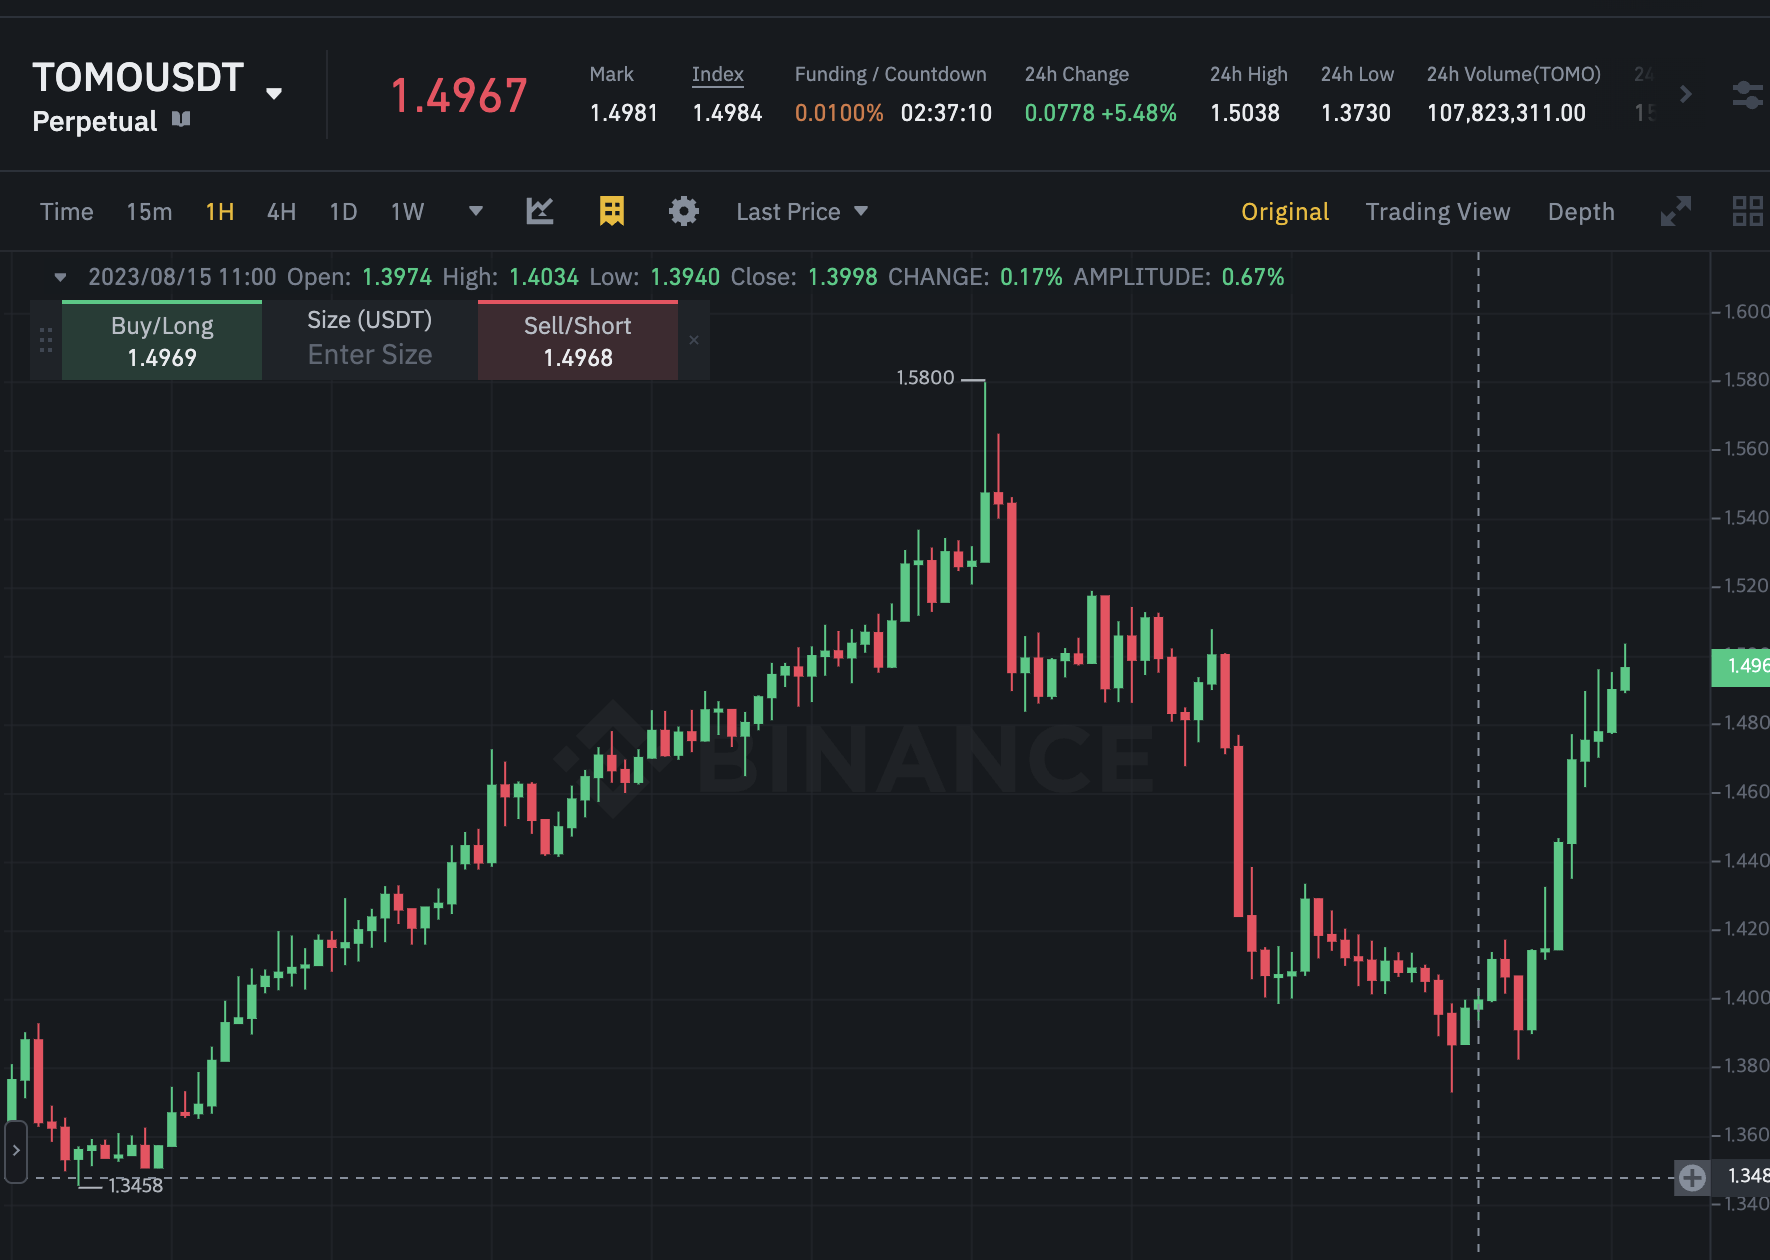 TOMOUSDT
Perpetual
1.4967
Mark
1.4981
Index
1.4984
Funding / Countdown
0.0100% 02:37:10
24h Change
0.0778 +5.48%
24h High
1.5038
24h Low
1.3730
24h Volume(TOMO)
107,823,311.00
Time 15m 1H 4H 1D 1W Last Price Original Trading View Depth
2023/08/15 11:00 Open: 1.3974 High: 1.4034 Low: 1.3940 Close: 1.3998 CHANGE: 0.17% AMPLITUDE: 0.67%
Buy/Long
1.4969
Size (USDT)
Enter Size
Sell/Short
1.4968
1.5800
1.3458
BINANCE
1.600
1.580
1.560
1.540
1.520
1.496
1.480
1.460
1.440
1.420
1.400
1.380
1.360
1.348
1.340